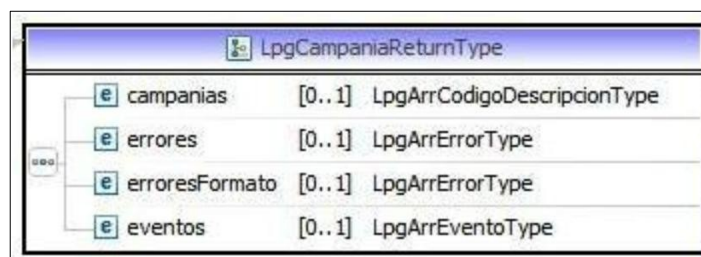 LpgCampaniaReturnType
e campanias [0..1] LpgArrCodigoDescripcionType
e errores [0..1] LpgArrErrorType
e erroresFormato [0..1] LpgArrErrorType
e eventos [0..1] LpgArrEventoType